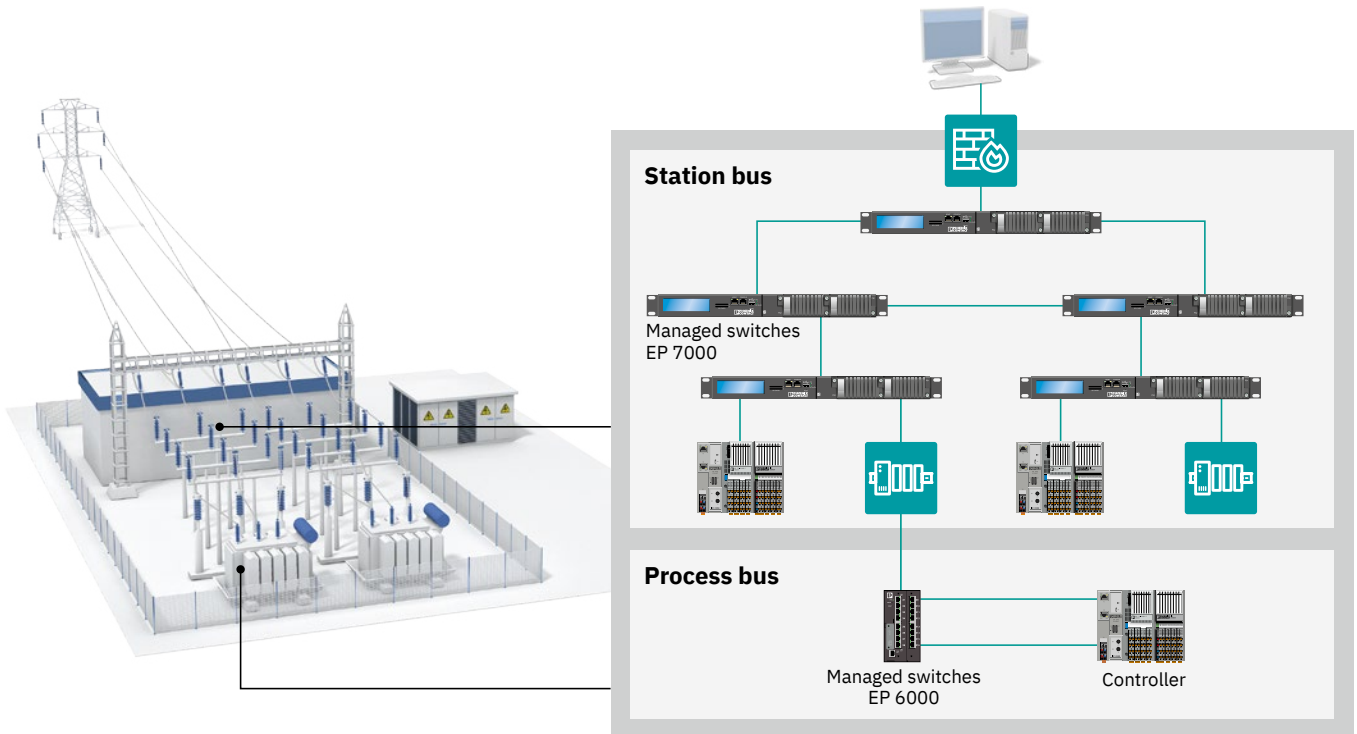 Station bus
Managed switches
EP 7000
Process bus
Managed switches
EP 6000
Controller